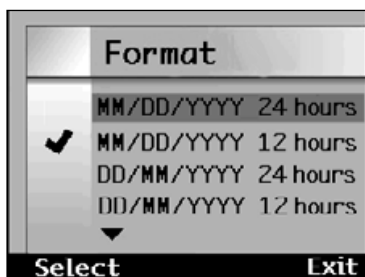 Format
MM/DD/YYYY 24 hours
MM/DD/YYYY 12 hours
DD/MM/YYYY 24 hours
DD/MM/YYYY 12 hours
Select Exit